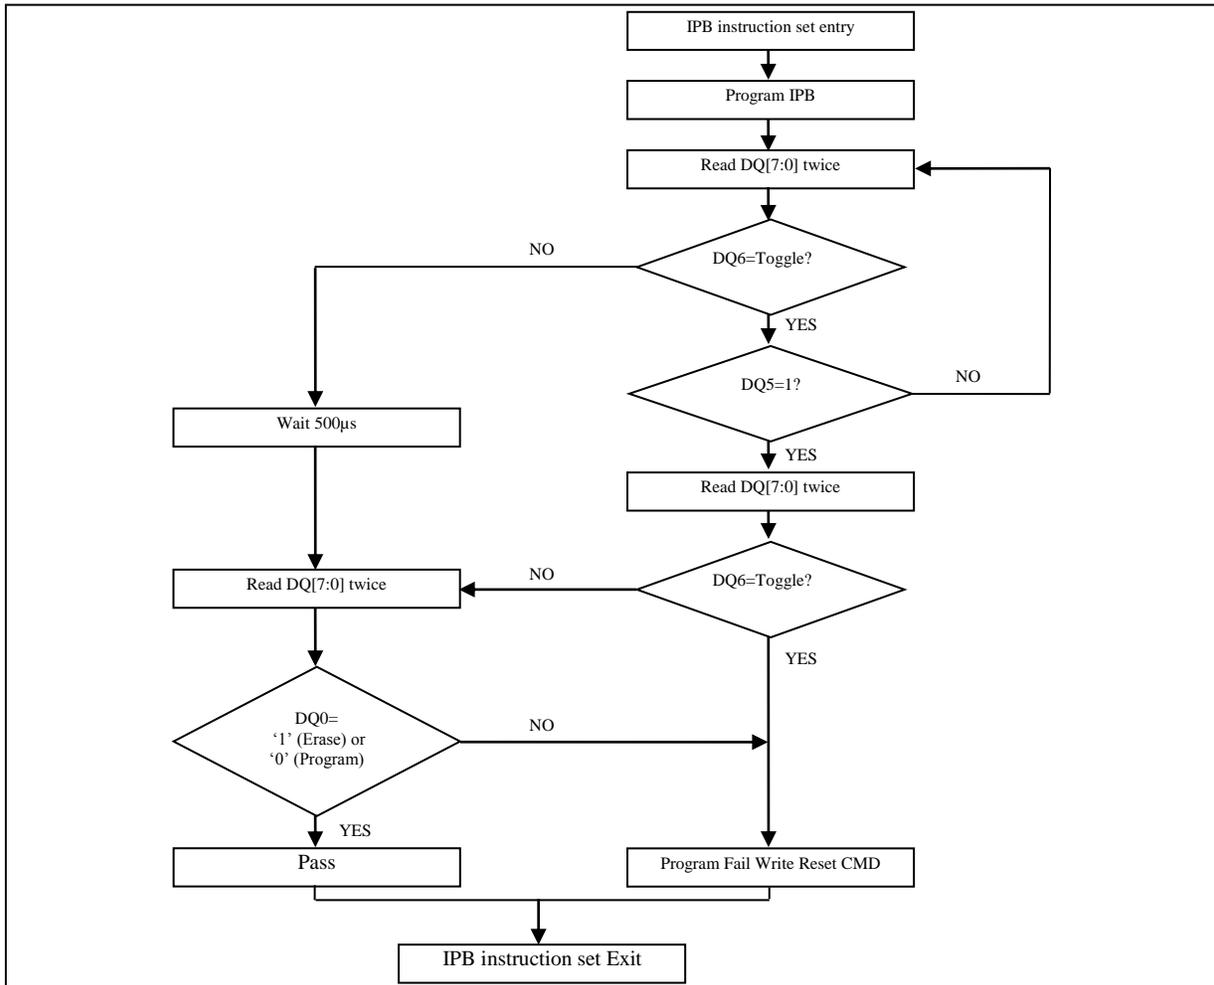 IPB instruction set entry
Program IPB
Read DQ[7:0] twice
DQ6=Toggle?
NO
YES
DQ5=1?
NO
YES
Wait 500µs
Read DQ[7:0] twice
DQ6=Toggle?
NO
YES
Read DQ[7:0] twice
DQ0=
‘1’ (Erase) or
‘0’ (Program)
NO
YES
Pass
Program Fail Write Reset CMD
IPB instruction set Exit